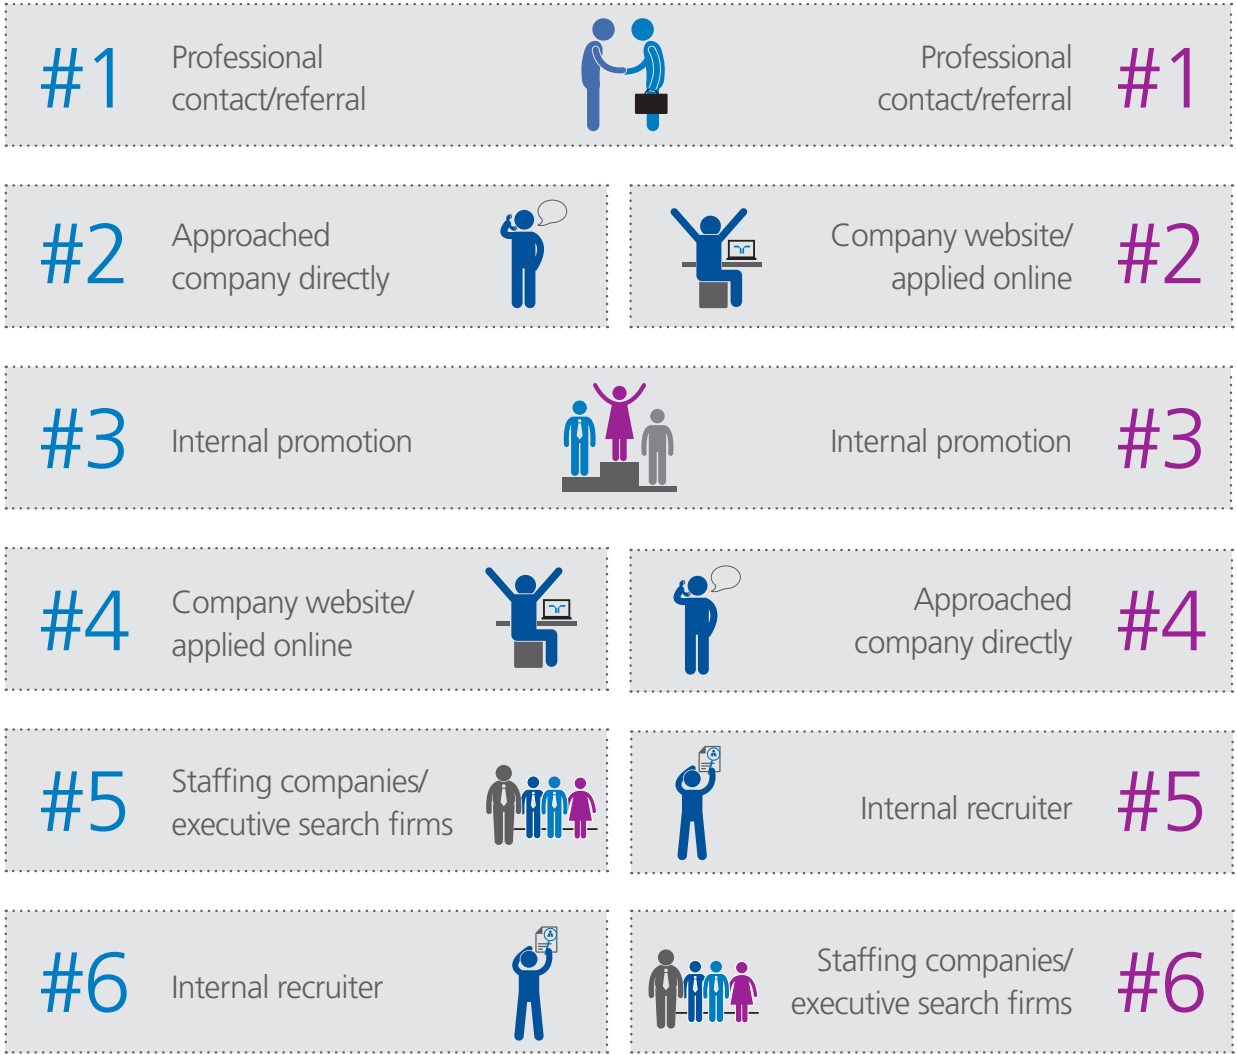 #1
Professional
contact/referral
Professional
contact/referral
#1
#2
Approached
company directly
Company website/
applied online
#2
#3
Internal promotion
Internal promotion
#3
#4
Company website/
applied online
Approached
company directly
#4
#5
Staffing companies/
executive search firms
Internal recruiter
#5
#6
Internal recruiter
Staffing companies/
executive search firms
#6